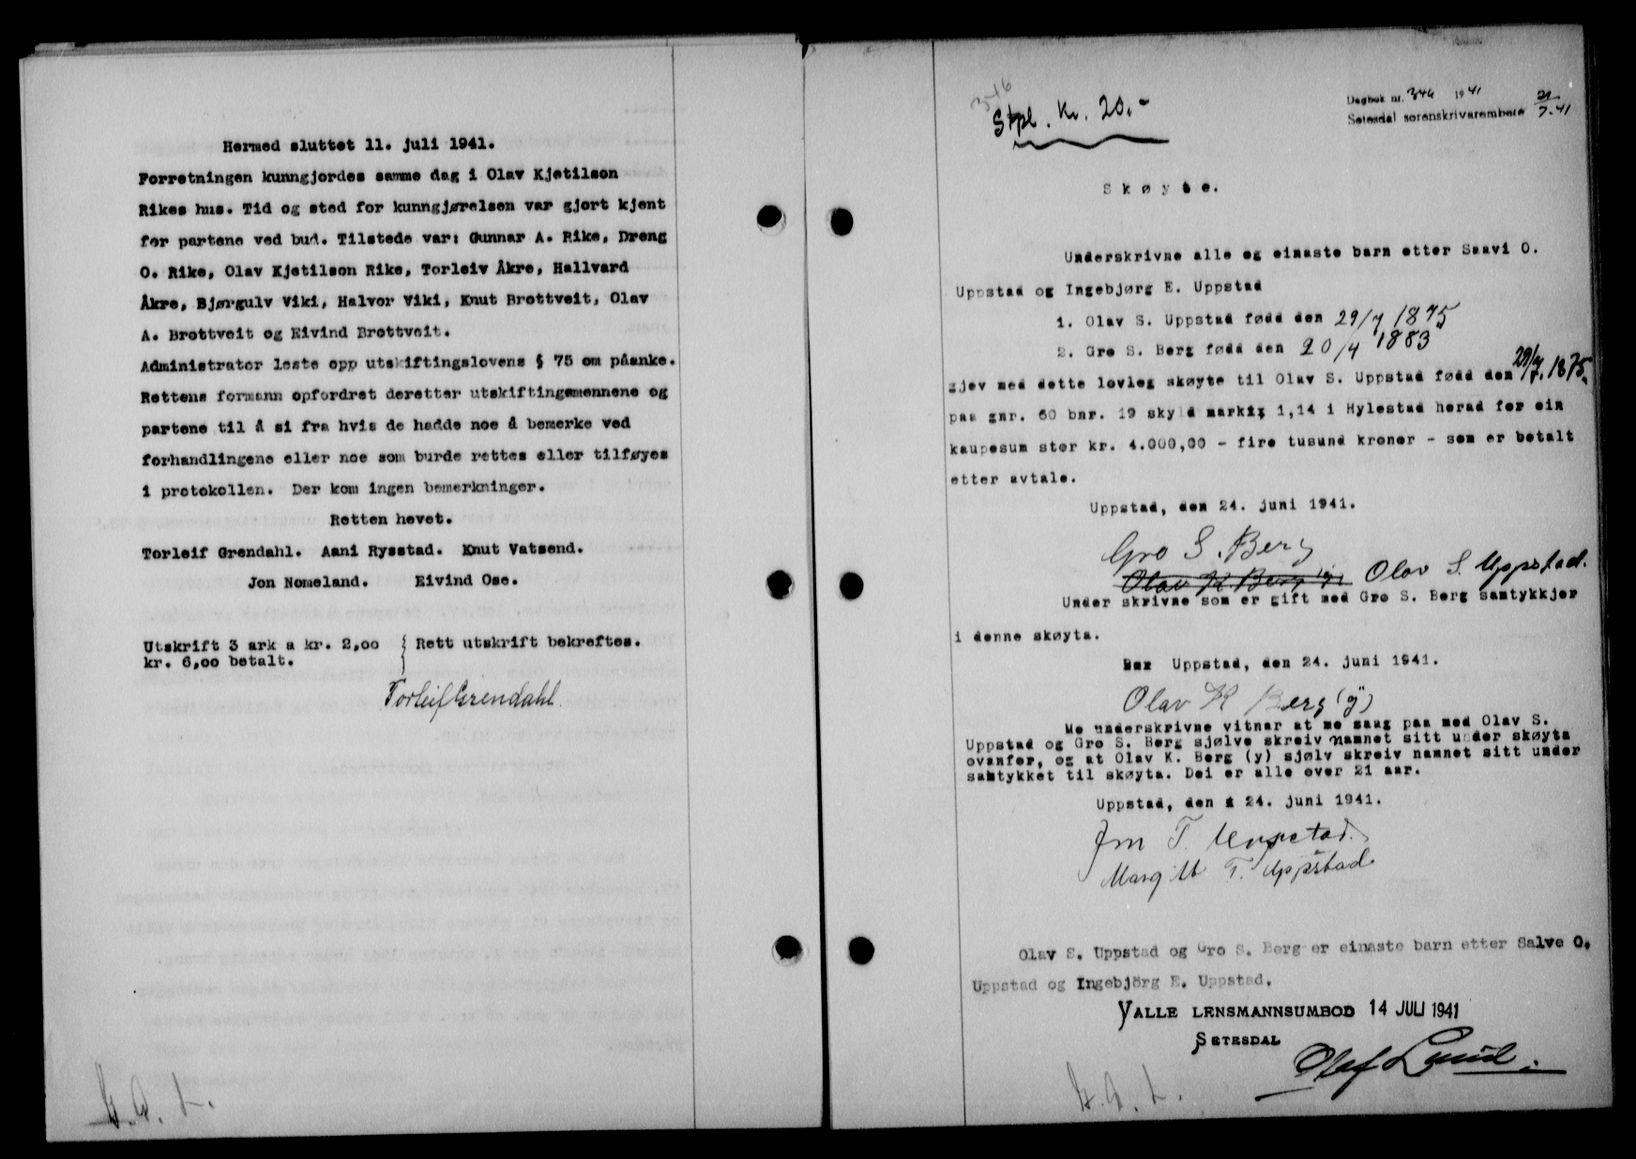 Hermed sluttet 11. juli 1941.
Forretningen kunngjordes samme dag i Olav Kjetilson
Rikes hus. Tid og sted for kunngjørelsen var gjort kjent
for partene ved bud. Tilstede var: Gunnar A. Rike, Dreng
O. Rike, Olav Kjetilson Rike, Torleiv Åkre, Hallvard
Åkre, Bjørgulv Viki, Halvor Viki, Knut Brottveit, Olav
A. Brottveit og Eivind Brottveit.
Administrator leste opp utskiftingslovens § 75 om påanke.
Rettens formann opfordret deretter utskiftingsmennene og
partene til å si fra hvis de hadde noe å bemerke ved
forhandlingene eller noe som burde rettes eller tilføyes
i protokollen. Der kom ingen bemerkninger.
Retten hevet.
Torleif Grendahl. Aani Rysstad. Knut Vatsend.
Jon Nomeland. Eivind Ose.
Utskrift 3 ark a kr. 2,oo { Rett utskrift bekreftes.
kr. 6,oo betalt.
Torleif Grendahl.
346
Stpl. Kr. 20.-
Dagbok nr. 346 19 41
Setesdal sorenskrivarembete 21/7-41
Skøyte.
Underskrivne alle og einaste barn etter Saavi O.
Uppstad og Ingebjørg E. Uppstad
1. Olav S. Uppstad fødd den 29/7 1875
2. Gro S. Berg fødd den 20/4 1883
gjev med dette lovleg skøyte til Olav S. Uppstad fødd den 29/7. 1875.
paa gnr. 60 bnr. 19 skyld markig 1,14 i Hylestad herad for ein
kaupesum stor kr. 4.000,00 - fire tusund kroner - som er betalt
etter avtale.
Uppstad, den 24. juni 1941.
Gro S. Berg
Olav K Berg (y) Olav S. Uppstad.
Under skrivne som er gift med Gro S. Berg samtykkjer
i denne skøyta.
Uppstad, den 24. juni 1941.
Olav K Berg (y)
Me underskrivne vitnar at me saag paa med Olav S.
Uppstad og Gro S. Berg sjølve skreiv namnet sitt under skøyta
ovanfor, og at Olav K. Berg (y) sjølv skreiv namnet sitt under
samtykket til skøyta. Dei er alle over 21 aar.
Uppstad, den 24. juni 1941.
T. Uppstad.
Margit T. Uppstad
Olav S. Uppstad og Gro S. Berg er einaste barn etter Salve O.
Uppstad og Ingebjörg E. Uppstad.
VALLE LENSMANNSUMBOD 14 JULI 1941
SETESDAL
Olef Lund.